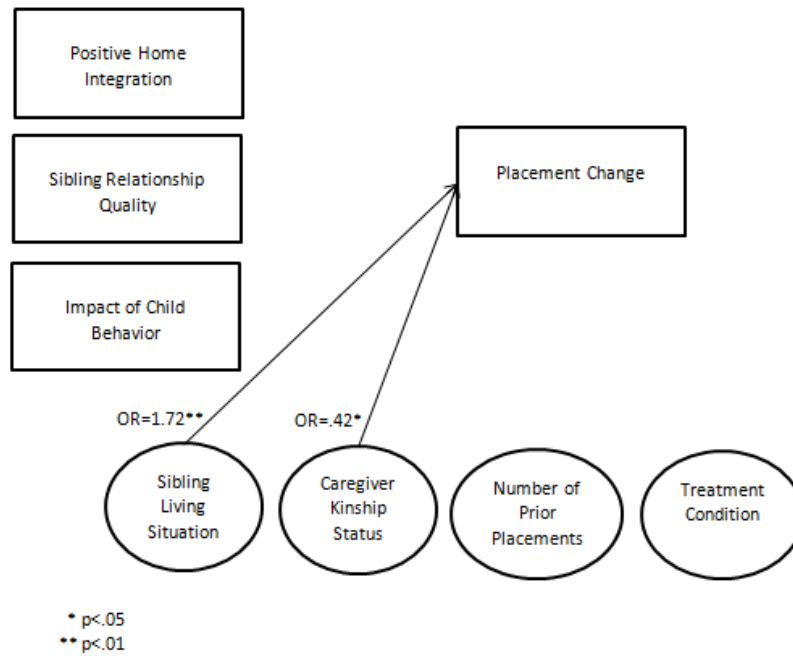 Positive Home
Integration
Sibling Relationship
Quality
Placement Change
Impact of Child
Behavior
OR=1.72**
OR=.42*
Sibling
Living
Situation
Caregiver
Kinship
Status
Number of
Prior
Placements
Treatment
Condition
* p<.05
** p<.01